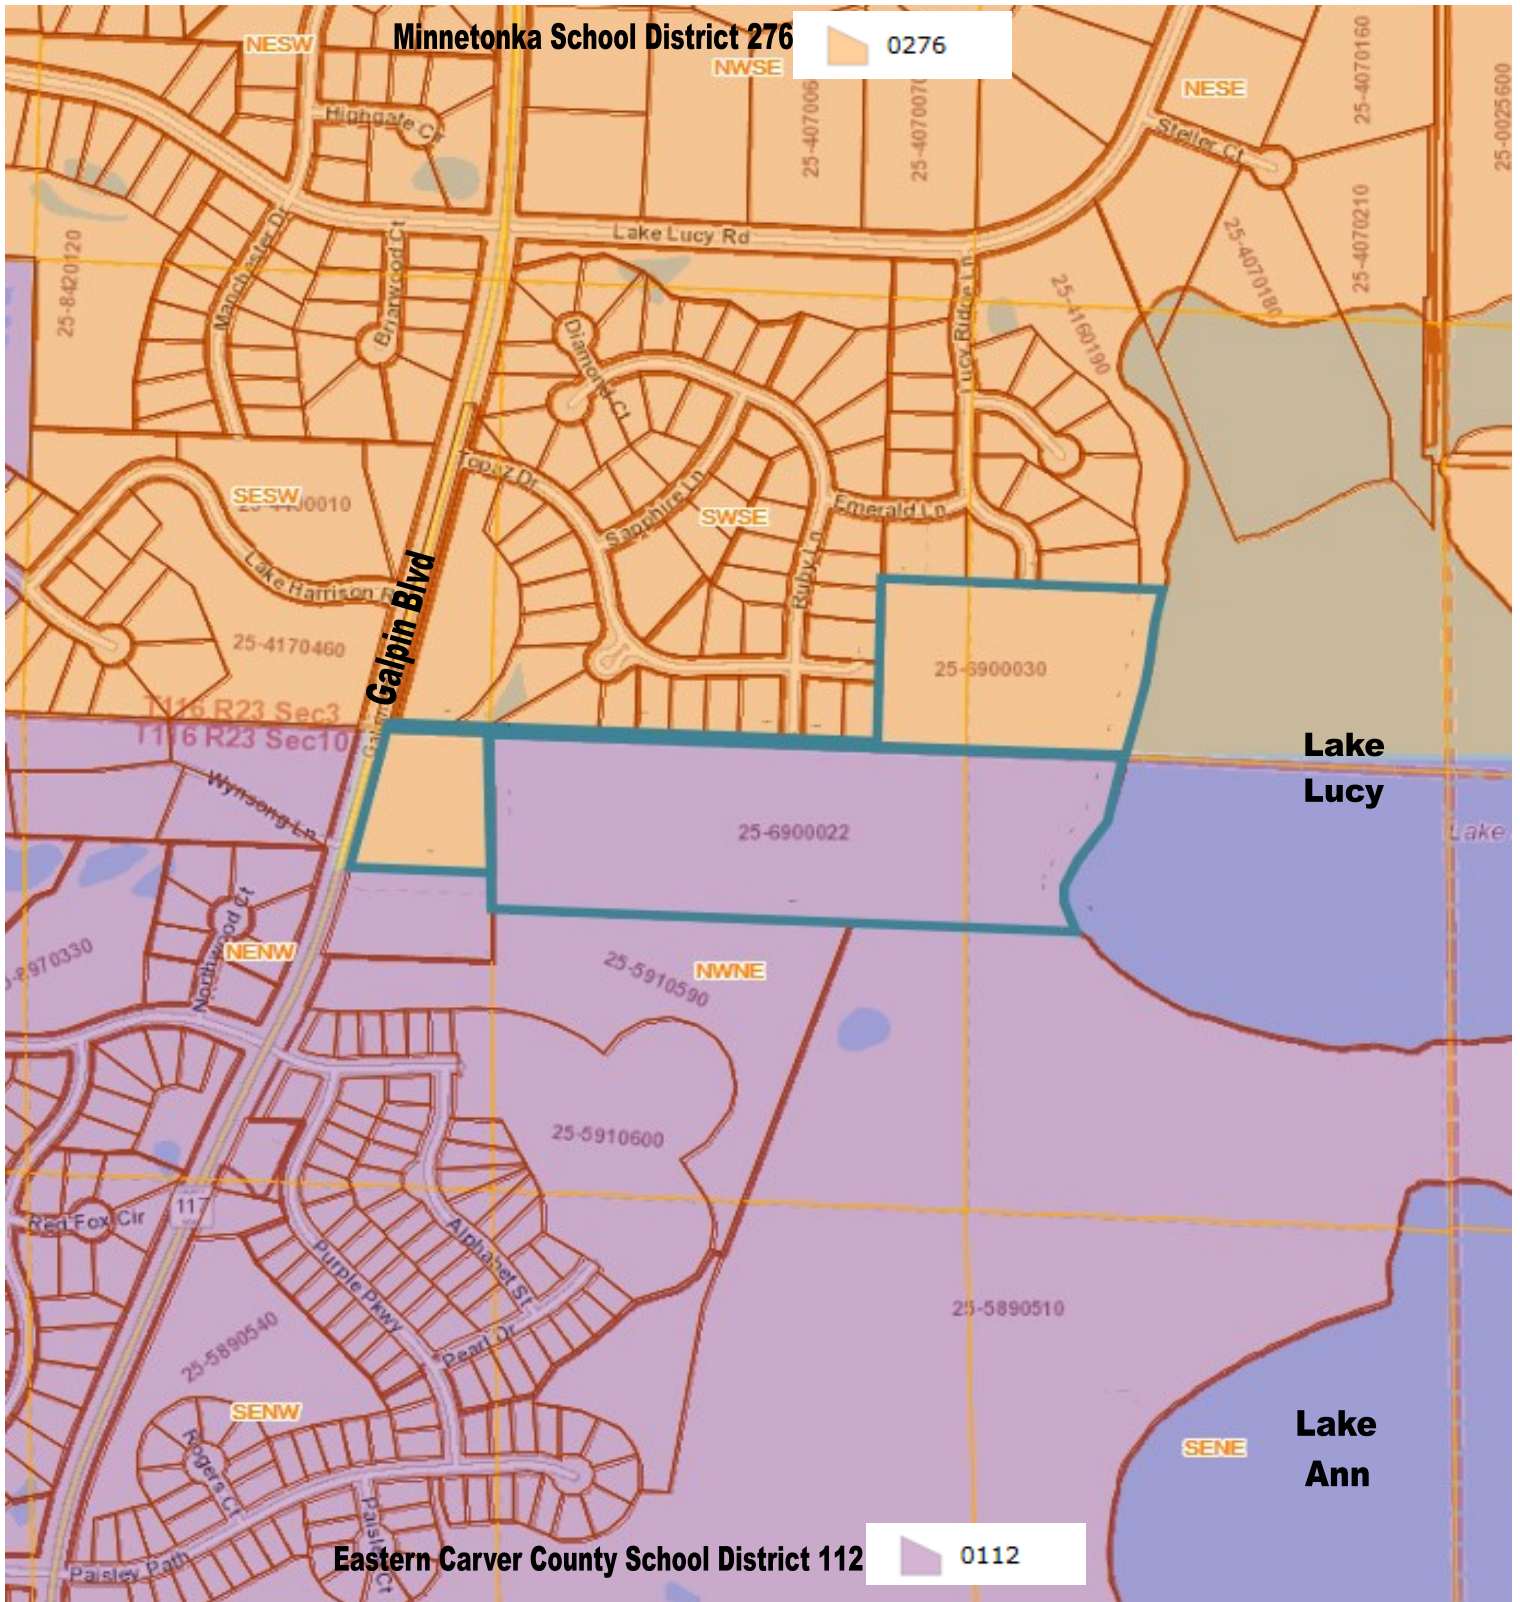 Minnetonka School District 276
0276
NESW
NWSE
NESE
25-4070160
25-0025600
Highgate Cir
Steller Ct
25-4070210
25-4070180
Lake Lucy Rd
Manchester Dr
Briarwood Ct
25-8420120
Diamond Ct
Lucy Ridge Ln
25-4160190
Topaz Dr
SESW
Sapphire Ln
SWSE
Emerald Ln
Ruby Ln
Lake Harrison R
Galpin Blvd
25-4170460
25-6900030
T116 R23 Sec3
T116 R23 Sec10
Lake
Lucy
Wynsong Ln
25-6900022
Lake
Northwood Ct
NENW
NWNE
25-5910590
25-5910600
117
Red Fox Cir
Alphabet St
Purple Pkwy
Pearl Dr
25-5890510
25-5890540
SENW
Lake
Ann
SENE
Rogers Ct
Paisley Ct
Paisley Path
Eastern Carver County School District 112
0112